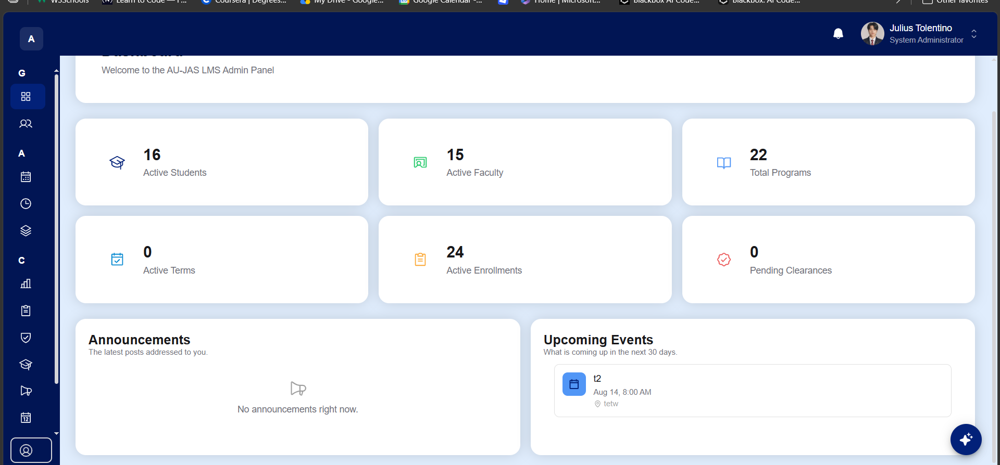 W3Schools
Learn to Code — F...
Coursera | Degrees...
My Drive - Google...
Google Calendar -...
Home | Microsoft...
Blackbox AI Code...
Blackbox. AI Code...
Other favorites
A
Julius Tolentino
System Administrator
G
Dashboard
Welcome to the AU-JAS LMS Admin Panel
16
Active Students
15
Active Faculty
22
Total Programs
A
0
Active Terms
24
Active Enrollments
0
Pending Clearances
C
Announcements
The latest posts addressed to you.
No announcements right now.
Upcoming Events
What is coming up in the next 30 days.
t2
Aug 14, 8:00 AM
tetw
12